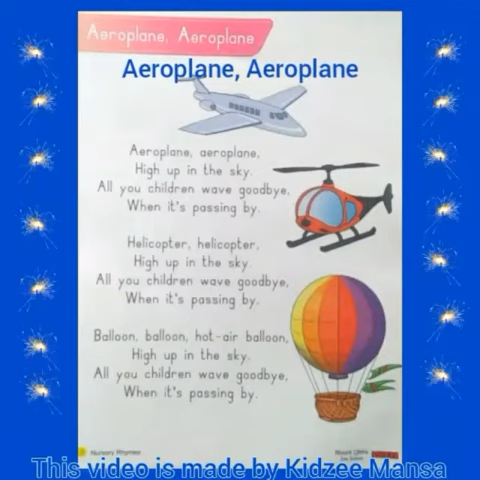 Aeroplane, Aeroplane
Aeroplane, Aeroplane
Aeroplane, aeroplane,
High up in the sky.
All you children wave goodbye,
When it's passing by.
Helicopter, helicopter,
High up in the sky.
All you children wave goodbye,
When it's passing by.
Balloon, balloon, hot-air balloon,
High up in the sky.
All you children wave goodbye,
When it's passing by.
Nursery Rhymes
This video is made by Kidzee Mansa